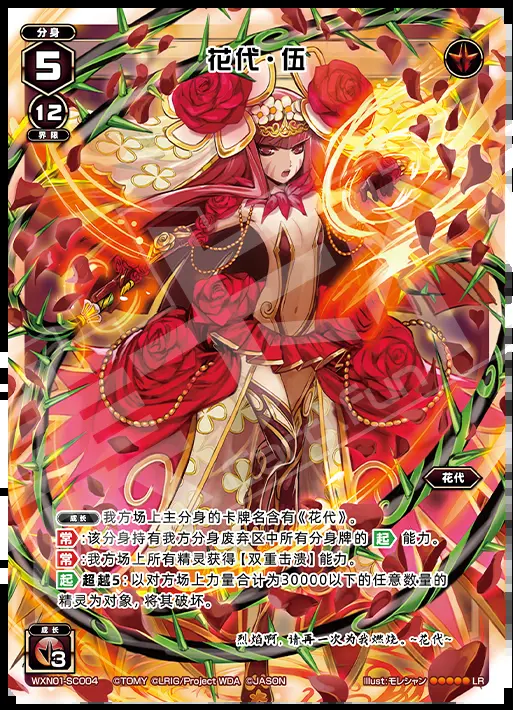 分身
花代·伍
5
12
界限
花代
成长 我方场上主分身的卡牌名含有《花代》。
常:该分身持有我方分身废弃区中所有分身牌的 起 能力。
常:我方场上所有精灵获得【双重击溃】能力。
起 超越5:以对方场上力量合计为30000以下的任意数量的
精灵为对象,将其破坏。
烈焰啊,请再一次为我燃烧。~花代~
成长
3
WXN01-SC004 ©TOMY ©LRIG/Project WDA ©JASON Illust:モレシャン LR